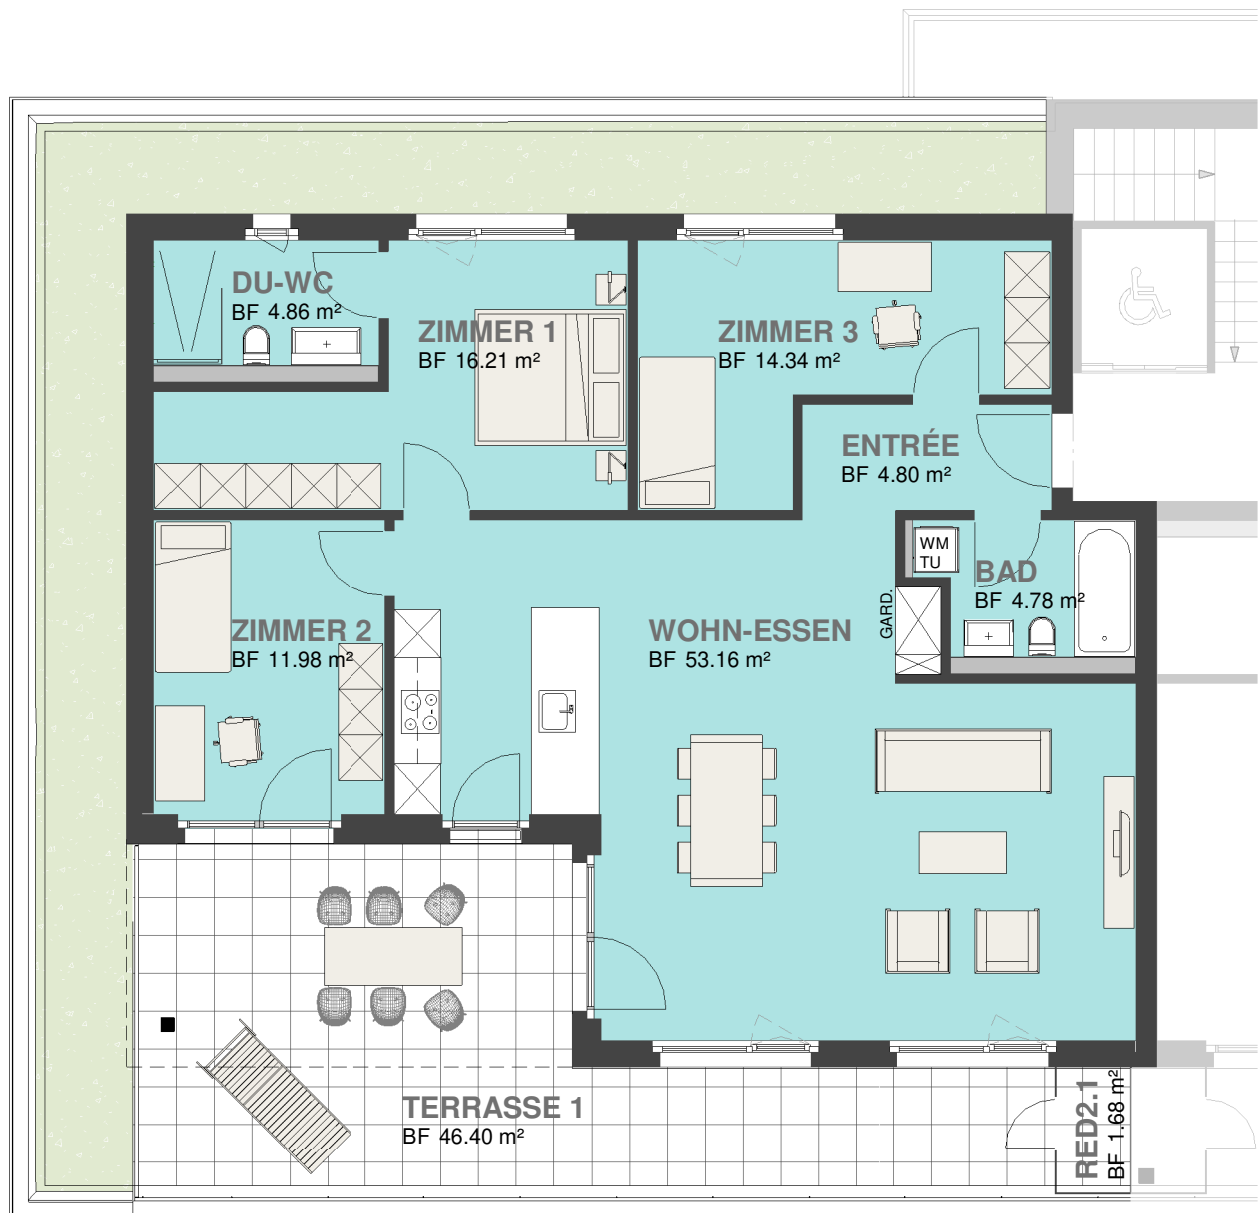 DU-WC
BF 4.86 m²
ZIMMER 1
BF 16.21 m²
ZIMMER 3
BF 14.34 m²
ENTRÉE
BF 4.80 m²
WM
TU
BAD
BF 4.78 m²
GARD.
ZIMMER 2
BF 11.98 m²
WOHN-ESSEN
BF 53.16 m²
TERRASSE 1
BF 46.40 m²
RED2.1
BF 1.68 m²